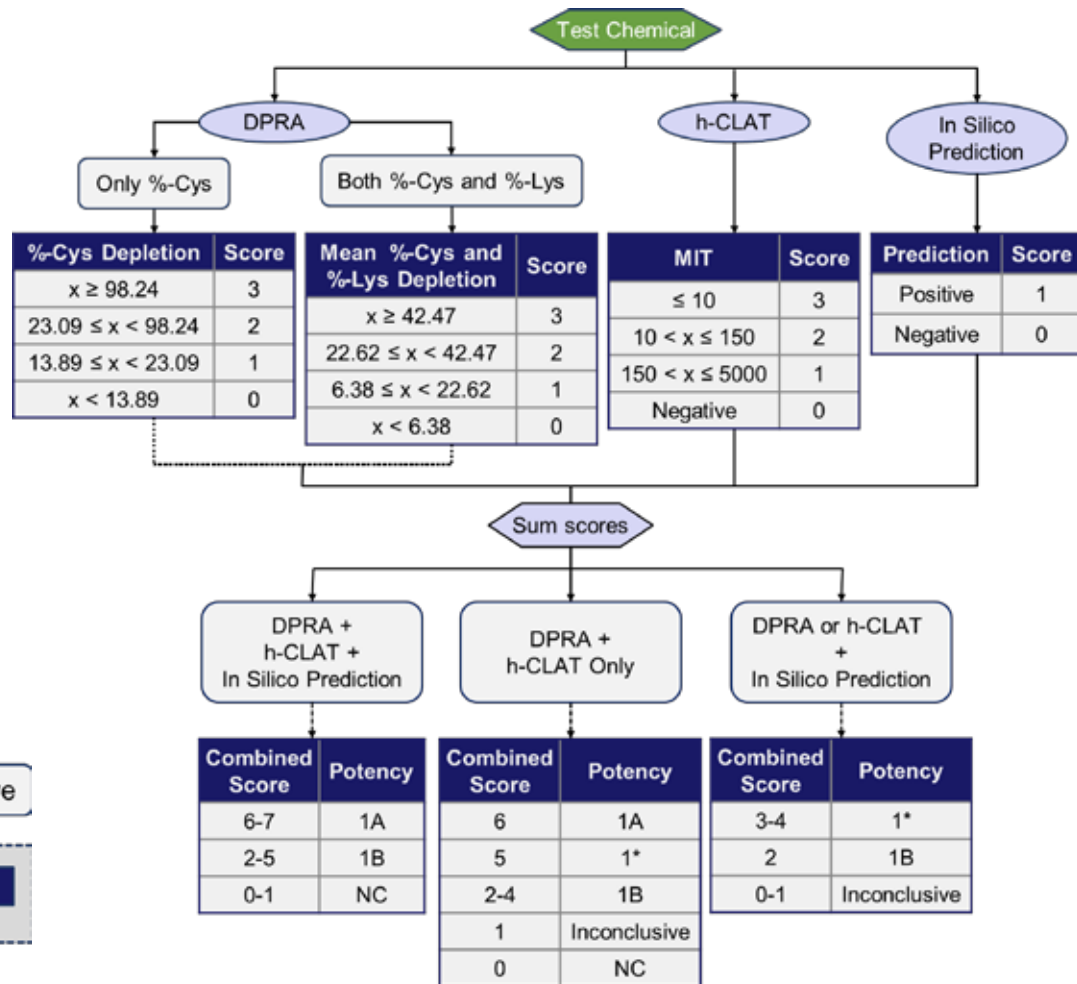 Test Chemical
DPRA
h-CLAT
In Silico
Prediction
Only %-Cys
Both %-Cys and %-Lys
%-Cys Depletion Score
x ≥ 98.24 3
23.09 ≤ x < 98.24 2
13.89 ≤ x < 23.09 1
x < 13.89 0
Mean %-Cys and
%-Lys Depletion Score
x ≥ 42.47 3
22.62 ≤ x < 42.47 2
6.38 ≤ x < 22.62 1
x < 6.38 0
MIT Score
≤ 10 3
10 < x ≤ 150 2
150 < x ≤ 5000 1
Negative 0
Prediction Score
Positive 1
Negative 0
Sum scores
DPRA +
h-CLAT +
In Silico Prediction
DPRA +
h-CLAT Only
DPRA or h-CLAT
+
In Silico Prediction
Combined
Score Potency
6-7 1A
2-5 1B
0-1 NC
Combined
Score Potency
6 1A
5 1*
2-4 1B
1 Inconclusive
0 NC
Combined
Score Potency
3-4 1*
2 1B
0-1 Inconclusive